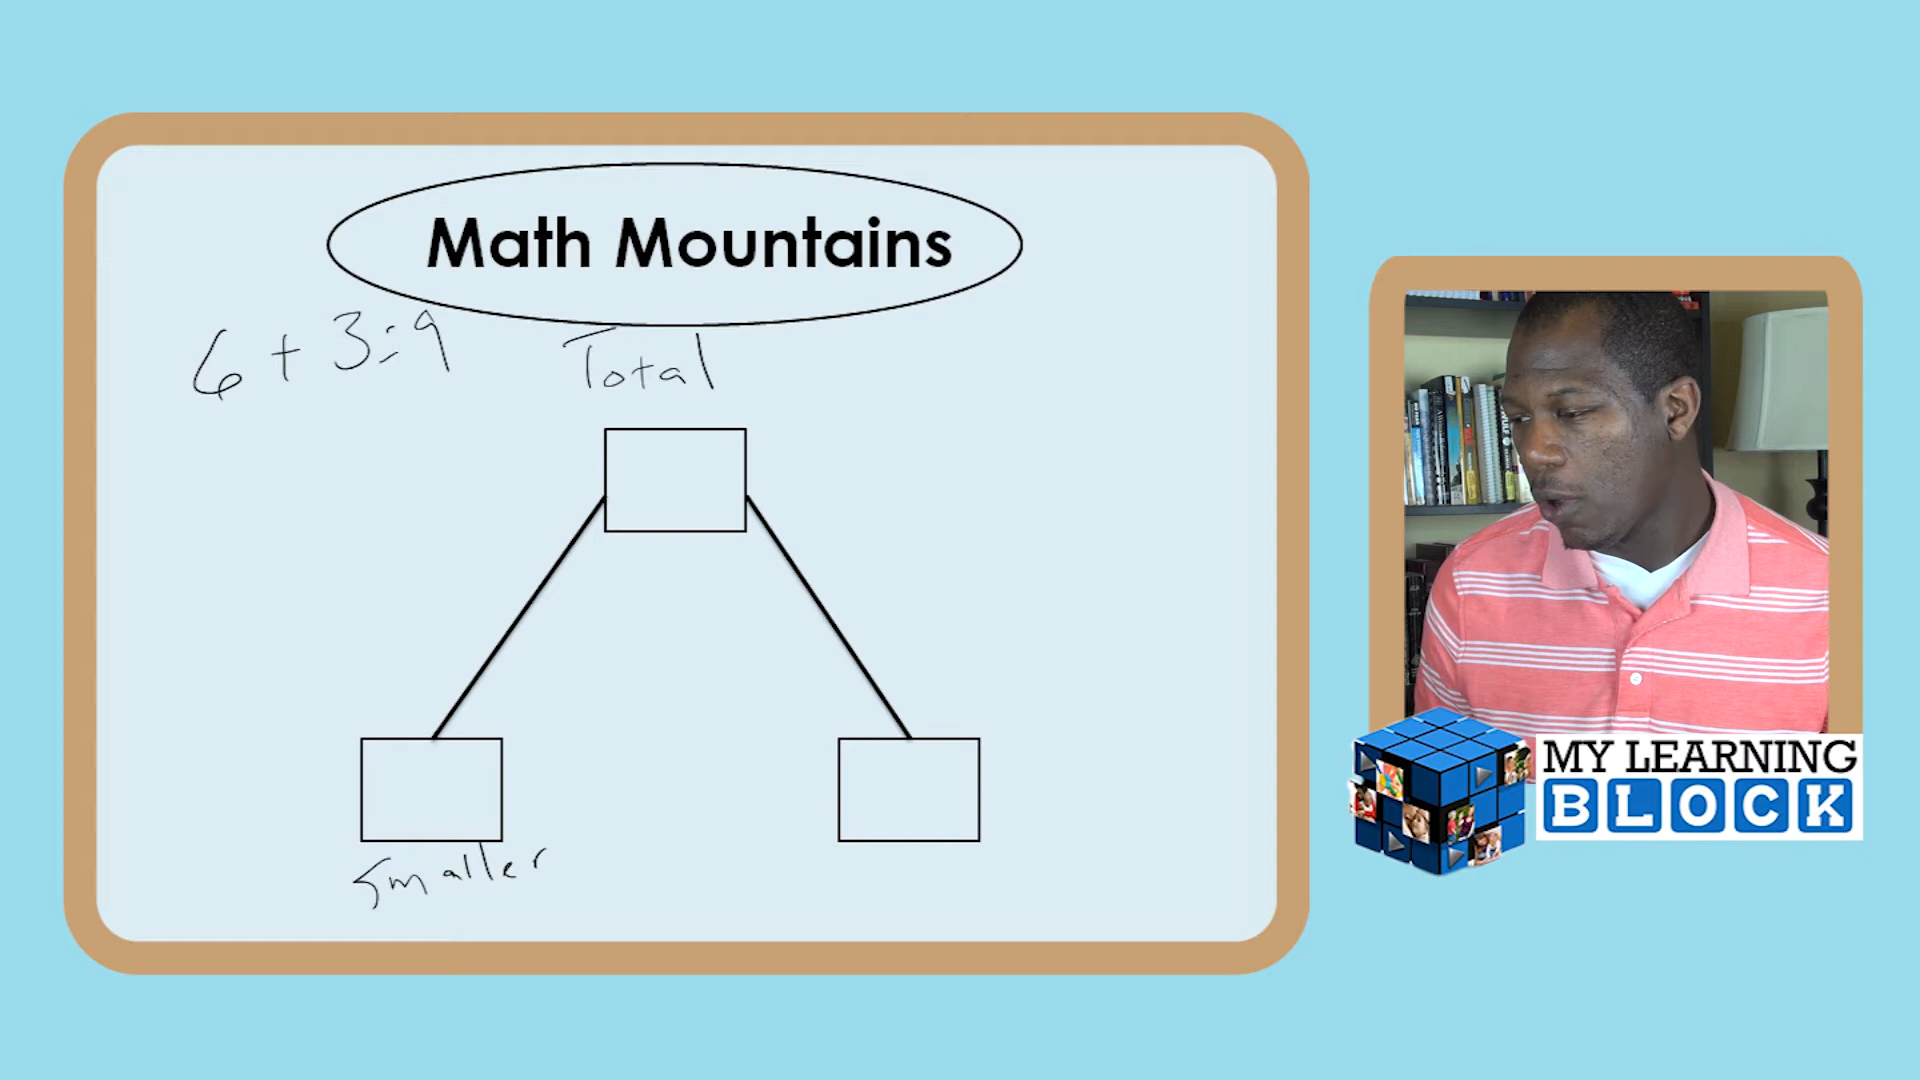 Math Mountains
6 + 3 = 9
Total
Smaller
MY LEARNING
BLOCK